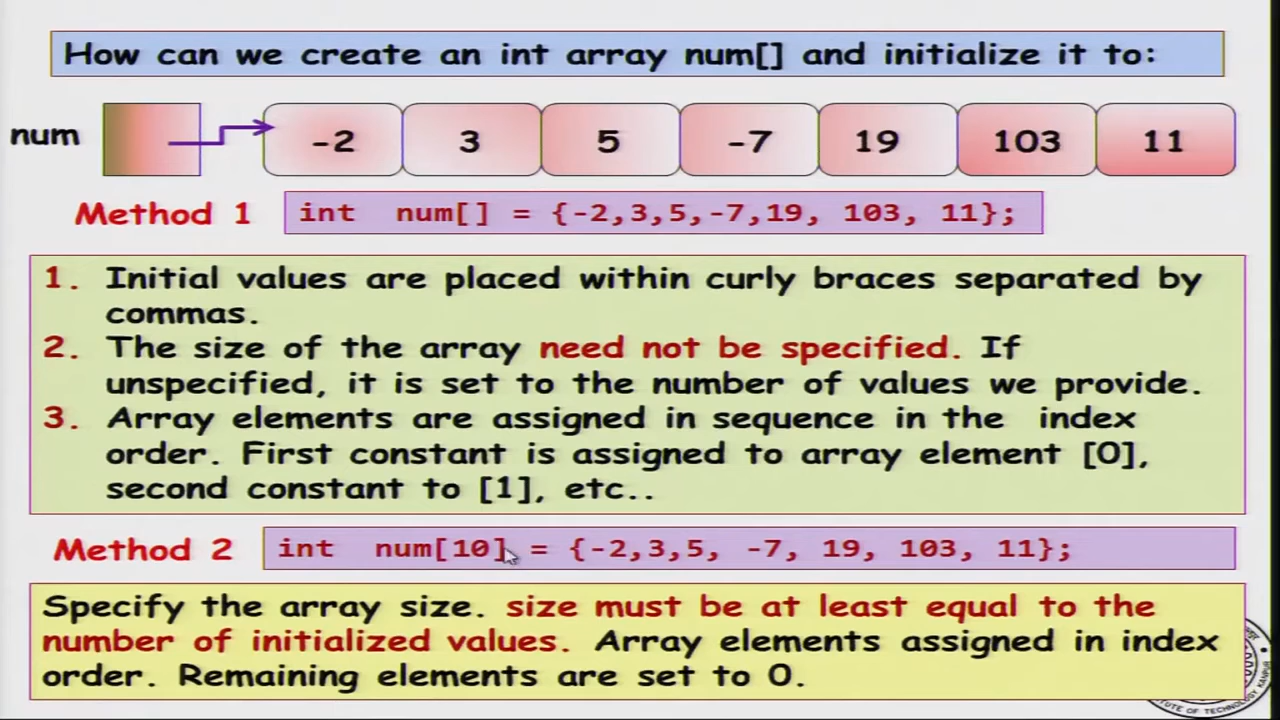 How can we create an int array num[] and initialize it to:
num -2 3 5 -7 19 103 11
Method 1 int num[] = {-2,3,5,-7,19, 103, 11};
1. Initial values are placed within curly braces separated by
commas.
2. The size of the array need not be specified. If
unspecified, it is set to the number of values we provide.
3. Array elements are assigned in sequence in the index
order. First constant is assigned to array element [0],
second constant to [1], etc..
Method 2 int num[10] = {-2,3,5, -7, 19, 103, 11};
Specify the array size. size must be at least equal to the
number of initialized values. Array elements assigned in index
order. Remaining elements are set to 0.
OF TECHNOLOGY